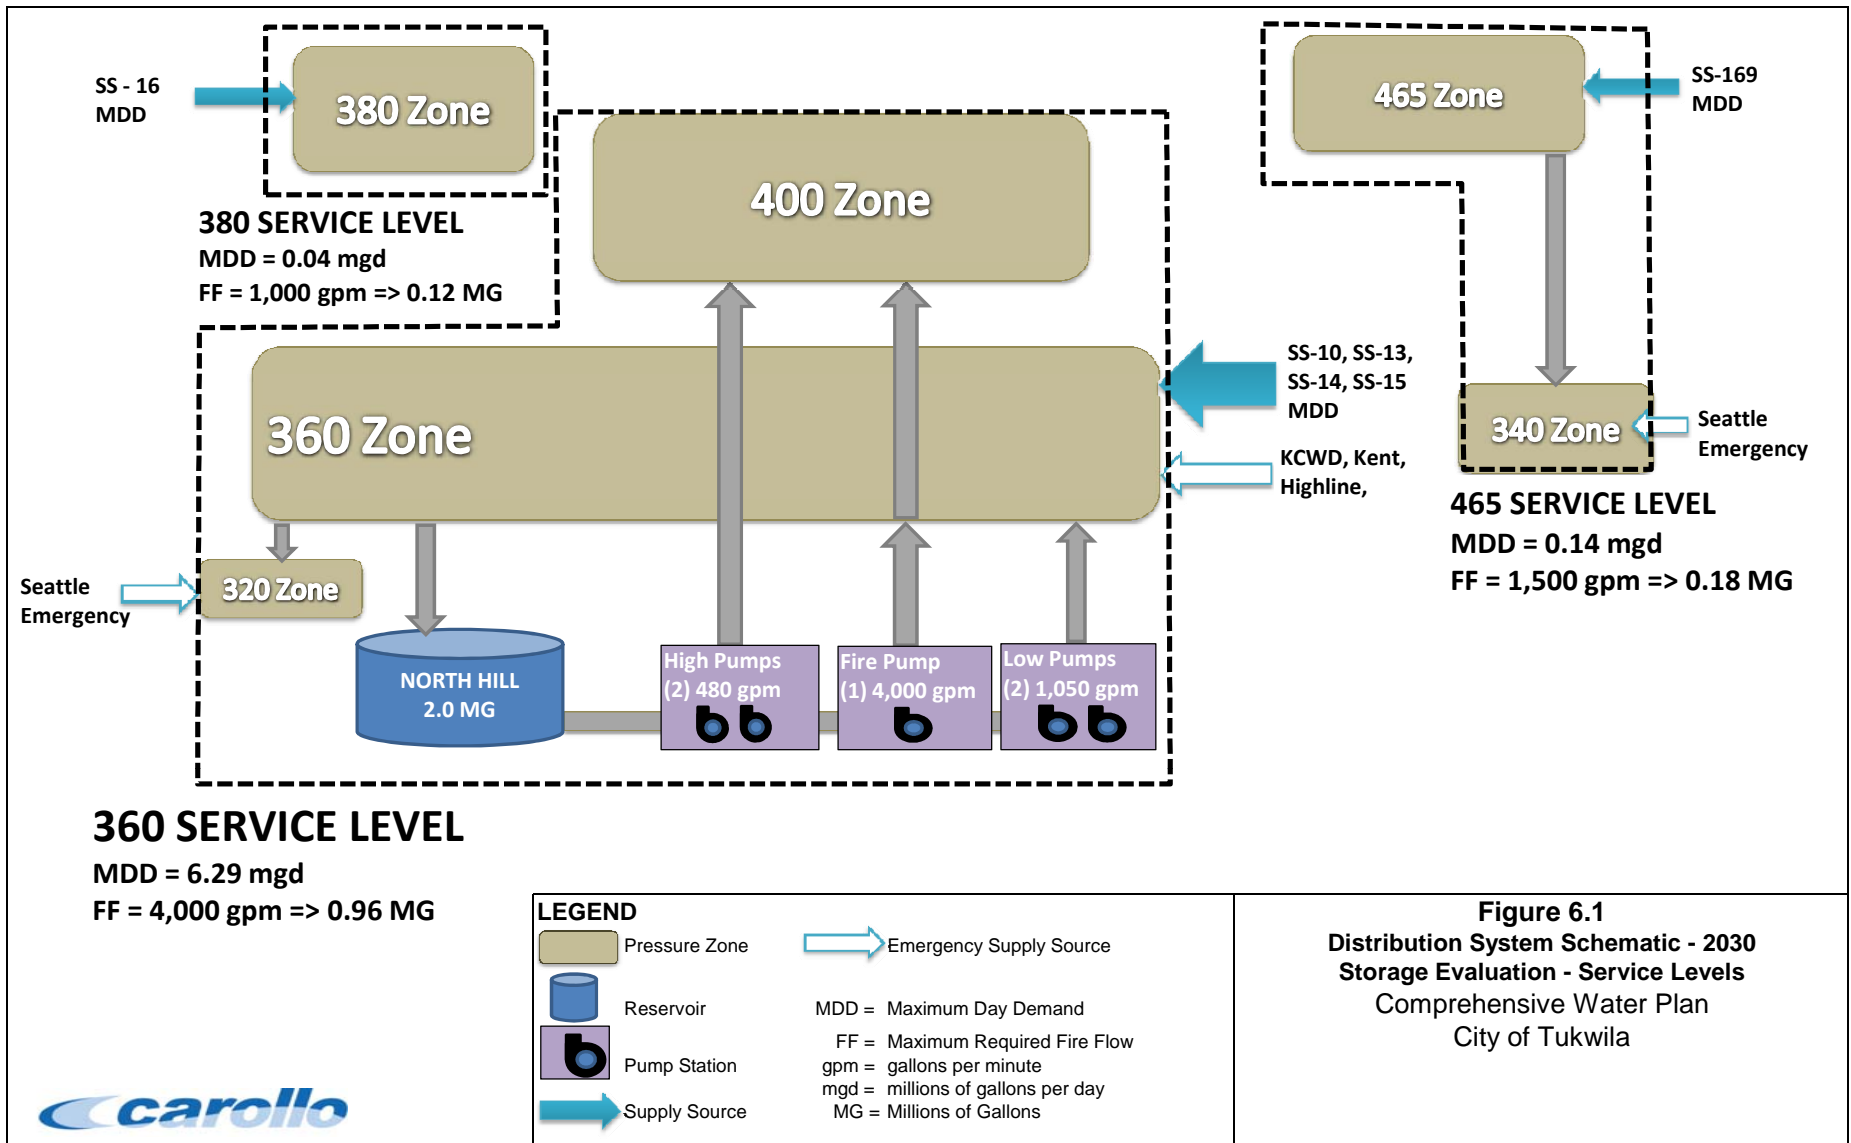 SS - 16
MDD
380 Zone
380 SERVICE LEVEL
MDD = 0.04 mgd
FF = 1,000 gpm => 0.12 MG
400 Zone
465 Zone
SS-169
MDD
360 Zone
SS-10, SS-13,
SS-14, SS-15
MDD
KCWD, Kent,
Highline,
340 Zone
Seattle
Emergency
465 SERVICE LEVEL
MDD = 0.14 mgd
FF = 1,500 gpm => 0.18 MG
Seattle
Emergency
320 Zone
NORTH HILL
2.0 MG
High Pumps
(2) 480 gpm
Fire Pump
(1) 4,000 gpm
Low Pumps
(2) 1,050 gpm
360 SERVICE LEVEL
MDD = 6.29 mgd
FF = 4,000 gpm => 0.96 MG
LEGEND
Pressure Zone
Reservoir
Pump Station
Supply Source
Emergency Supply Source
MDD = Maximum Day Demand
FF = Maximum Required Fire Flow
gpm = gallons per minute
mgd = millions of gallons per day
MG = Millions of Gallons
Figure 6.1
Distribution System Schematic - 2030
Storage Evaluation - Service Levels
Comprehensive Water Plan
City of Tukwila
carollo